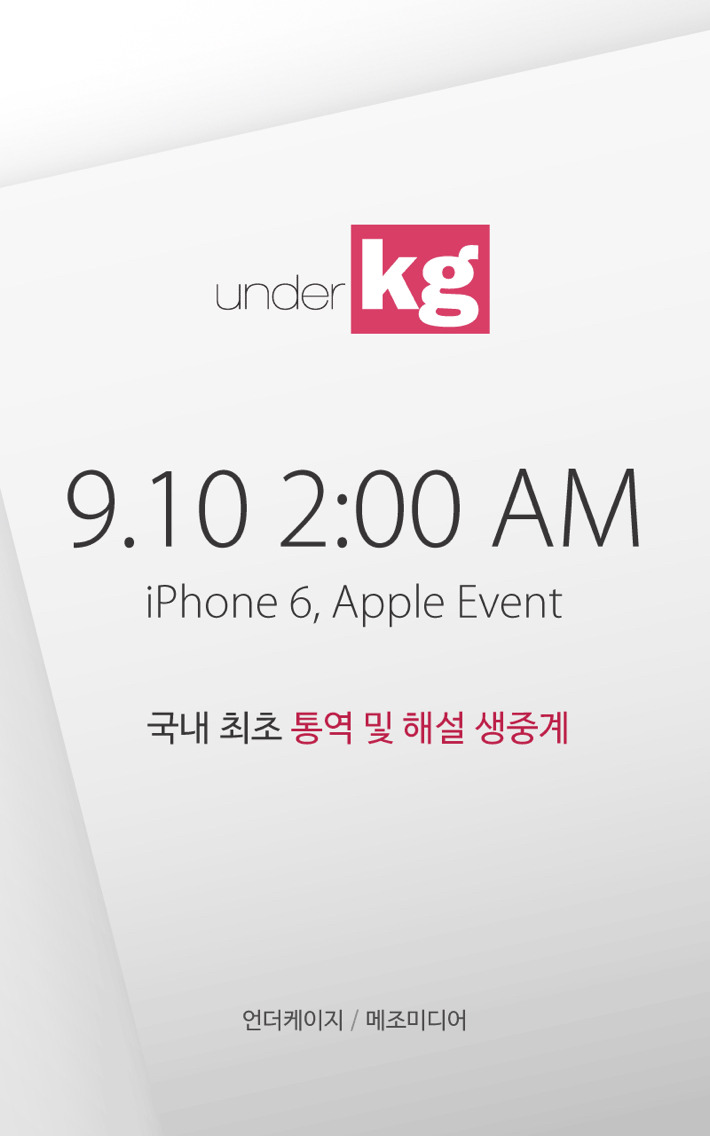 under kg
9.10 2:00 AM
iPhone 6, Apple Event
국내 최초 통역 및 해설 생중계
언더케이지 / 메조미디어